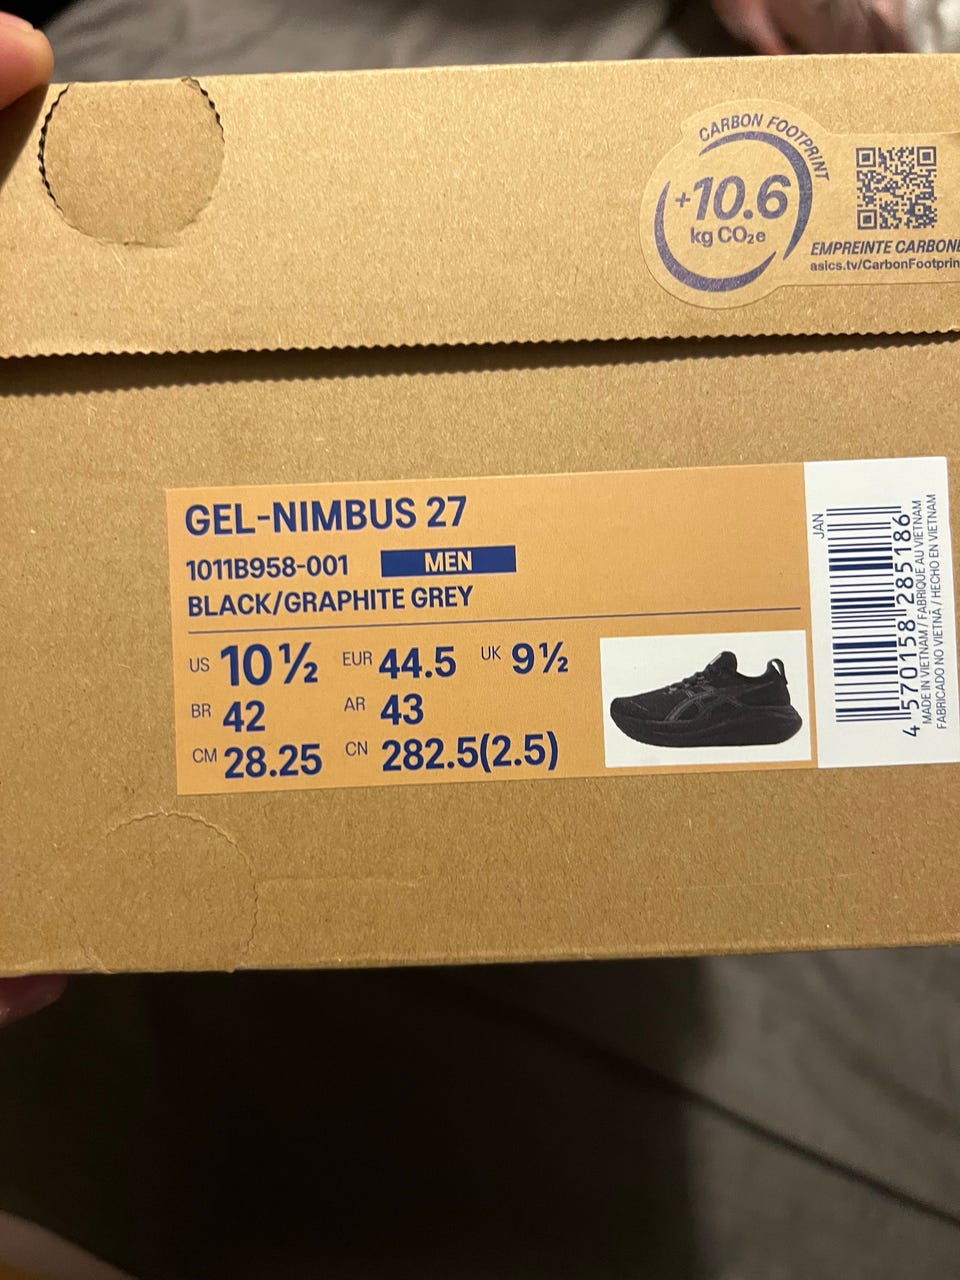 CARBON FOOTPRINT
+10.6
kg CO₂e
EMPREINTE CARBONE
asics.tv/CarbonFootprin
GEL-NIMBUS 27
1011B958-001 MEN
BLACK/GRAPHITE GREY
US 10½ EUR 44.5 UK 9½
BR 42 AR 43
CM 28.25 CN 282.5(2.5)
JAN
4 570158 285186
MADE IN VIETNAM / FABRIQUÉ AU VIETNAM
FABRICADO NO VIETNÃ / HECHO EN VIETNAM